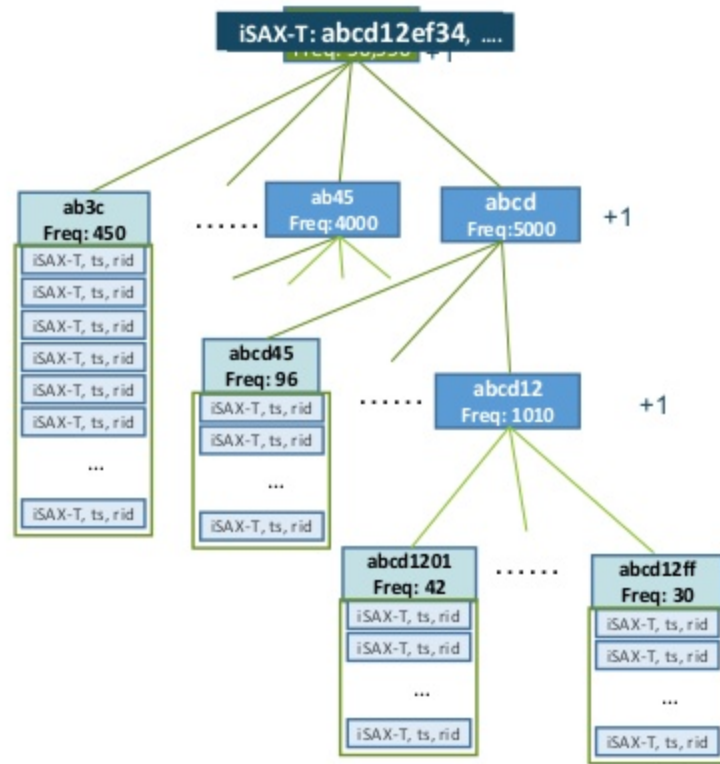 iSAX-T: abcd12ef34, ....
+1
ab3c
Freq: 450
iSAX-T, ts, rid
iSAX-T, ts, rid
iSAX-T, ts, rid
iSAX-T, ts, rid
iSAX-T, ts, rid
iSAX-T, ts, rid
...
iSAX-T, ts, rid
......
ab45
Freq:4000
abcd
Freq:5000
+1
abcd45
Freq: 96
iSAX-T, ts, rid
iSAX-T, ts, rid
...
iSAX-T, ts, rid
......
abcd12
Freq: 1010
+1
abcd1201
Freq: 42
iSAX-T, ts, rid
iSAX-T, ts, rid
...
iSAX-T, ts, rid
......
abcd12ff
Freq: 30
iSAX-T, ts, rid
iSAX-T, ts, rid
...
iSAX-T, ts, rid